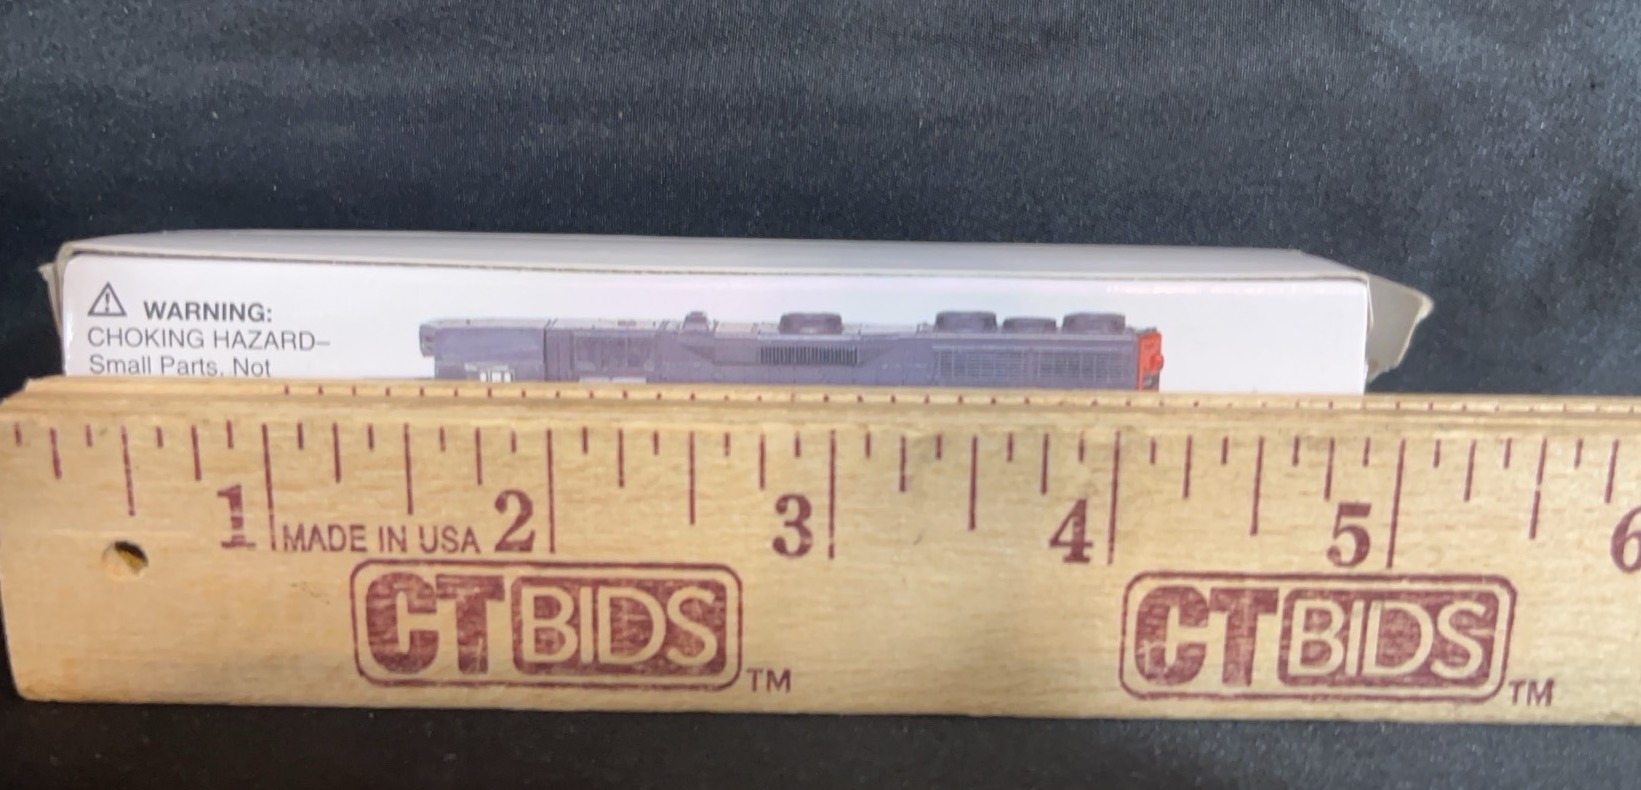 WARNING:
CHOKING HAZARD–
Small Parts. Not
1 2 3 4 5 6
MADE IN USA
CTBIDS TM CTBIDS TM